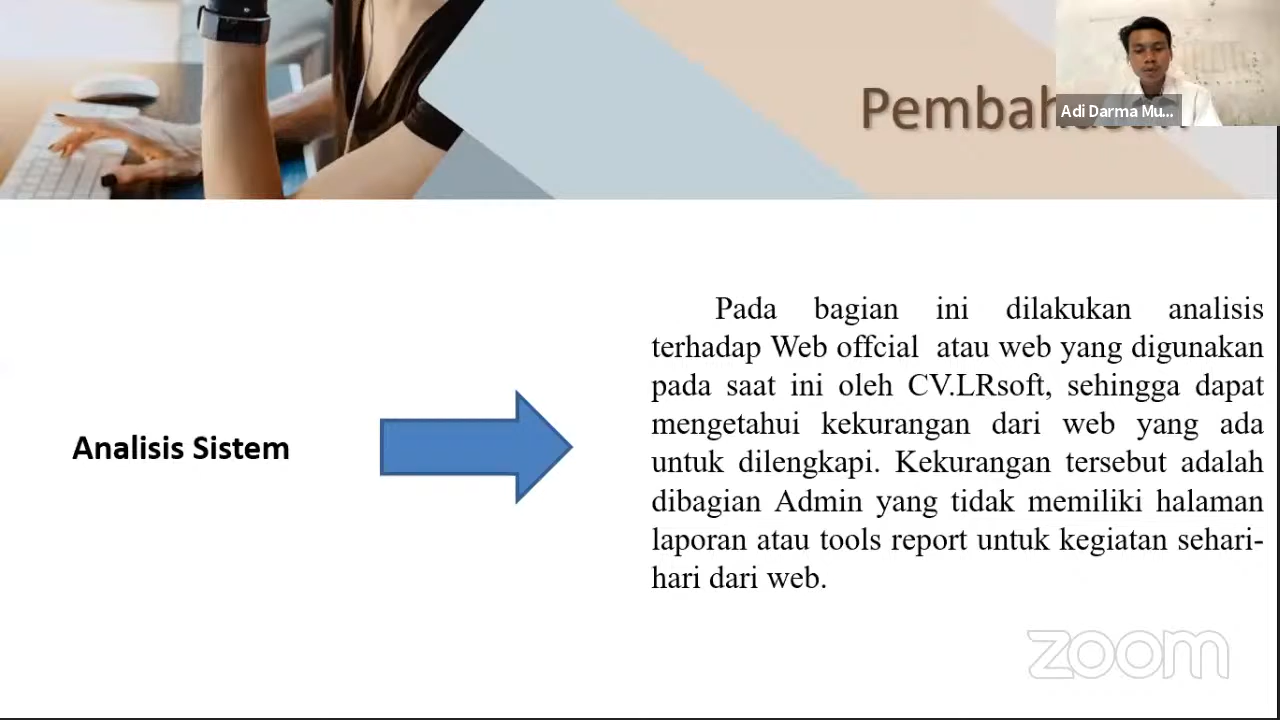 Pembahasan
Adi Darma Mu...
Pada bagian ini dilakukan analisis
terhadap Web offcial atau web yang digunakan
pada saat ini oleh CV.LRsoft, sehingga dapat
mengetahui kekurangan dari web yang ada
untuk dilengkapi. Kekurangan tersebut adalah
dibagian Admin yang tidak memiliki halaman
laporan atau tools report untuk kegiatan sehari-
hari dari web.
Analisis Sistem
zoom